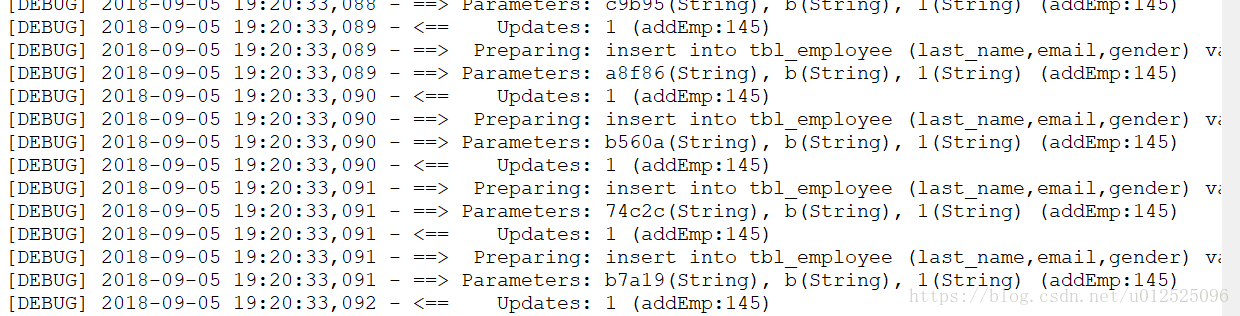 [DEBUG] 2018-09-05 19:20:33,088 - ==> Parameters: c9b95(String), b(String), 1(String) (addEmp:145)
[DEBUG] 2018-09-05 19:20:33,089 - <==    Updates: 1 (addEmp:145)
[DEBUG] 2018-09-05 19:20:33,089 - ==>  Preparing: insert into tbl_employee (last_name,email,gender) va
[DEBUG] 2018-09-05 19:20:33,089 - ==> Parameters: a8f86(String), b(String), 1(String) (addEmp:145)
[DEBUG] 2018-09-05 19:20:33,090 - <==    Updates: 1 (addEmp:145)
[DEBUG] 2018-09-05 19:20:33,090 - ==>  Preparing: insert into tbl_employee (last_name,email,gender) va
[DEBUG] 2018-09-05 19:20:33,090 - ==> Parameters: b560a(String), b(String), 1(String) (addEmp:145)
[DEBUG] 2018-09-05 19:20:33,090 - <==    Updates: 1 (addEmp:145)
[DEBUG] 2018-09-05 19:20:33,091 - ==>  Preparing: insert into tbl_employee (last_name,email,gender) va
[DEBUG] 2018-09-05 19:20:33,091 - ==> Parameters: 74c2c(String), b(String), 1(String) (addEmp:145)
[DEBUG] 2018-09-05 19:20:33,091 - <==    Updates: 1 (addEmp:145)
[DEBUG] 2018-09-05 19:20:33,091 - ==>  Preparing: insert into tbl_employee (last_name,email,gender) va
[DEBUG] 2018-09-05 19:20:33,091 - ==> Parameters: b7a19(String), b(String), 1(String) (addEmp:145)
[DEBUG] 2018-09-05 19:20:33,092 - <==    Updates: 1 (addEmp:145)
https://blog.csdn.net/u012525096